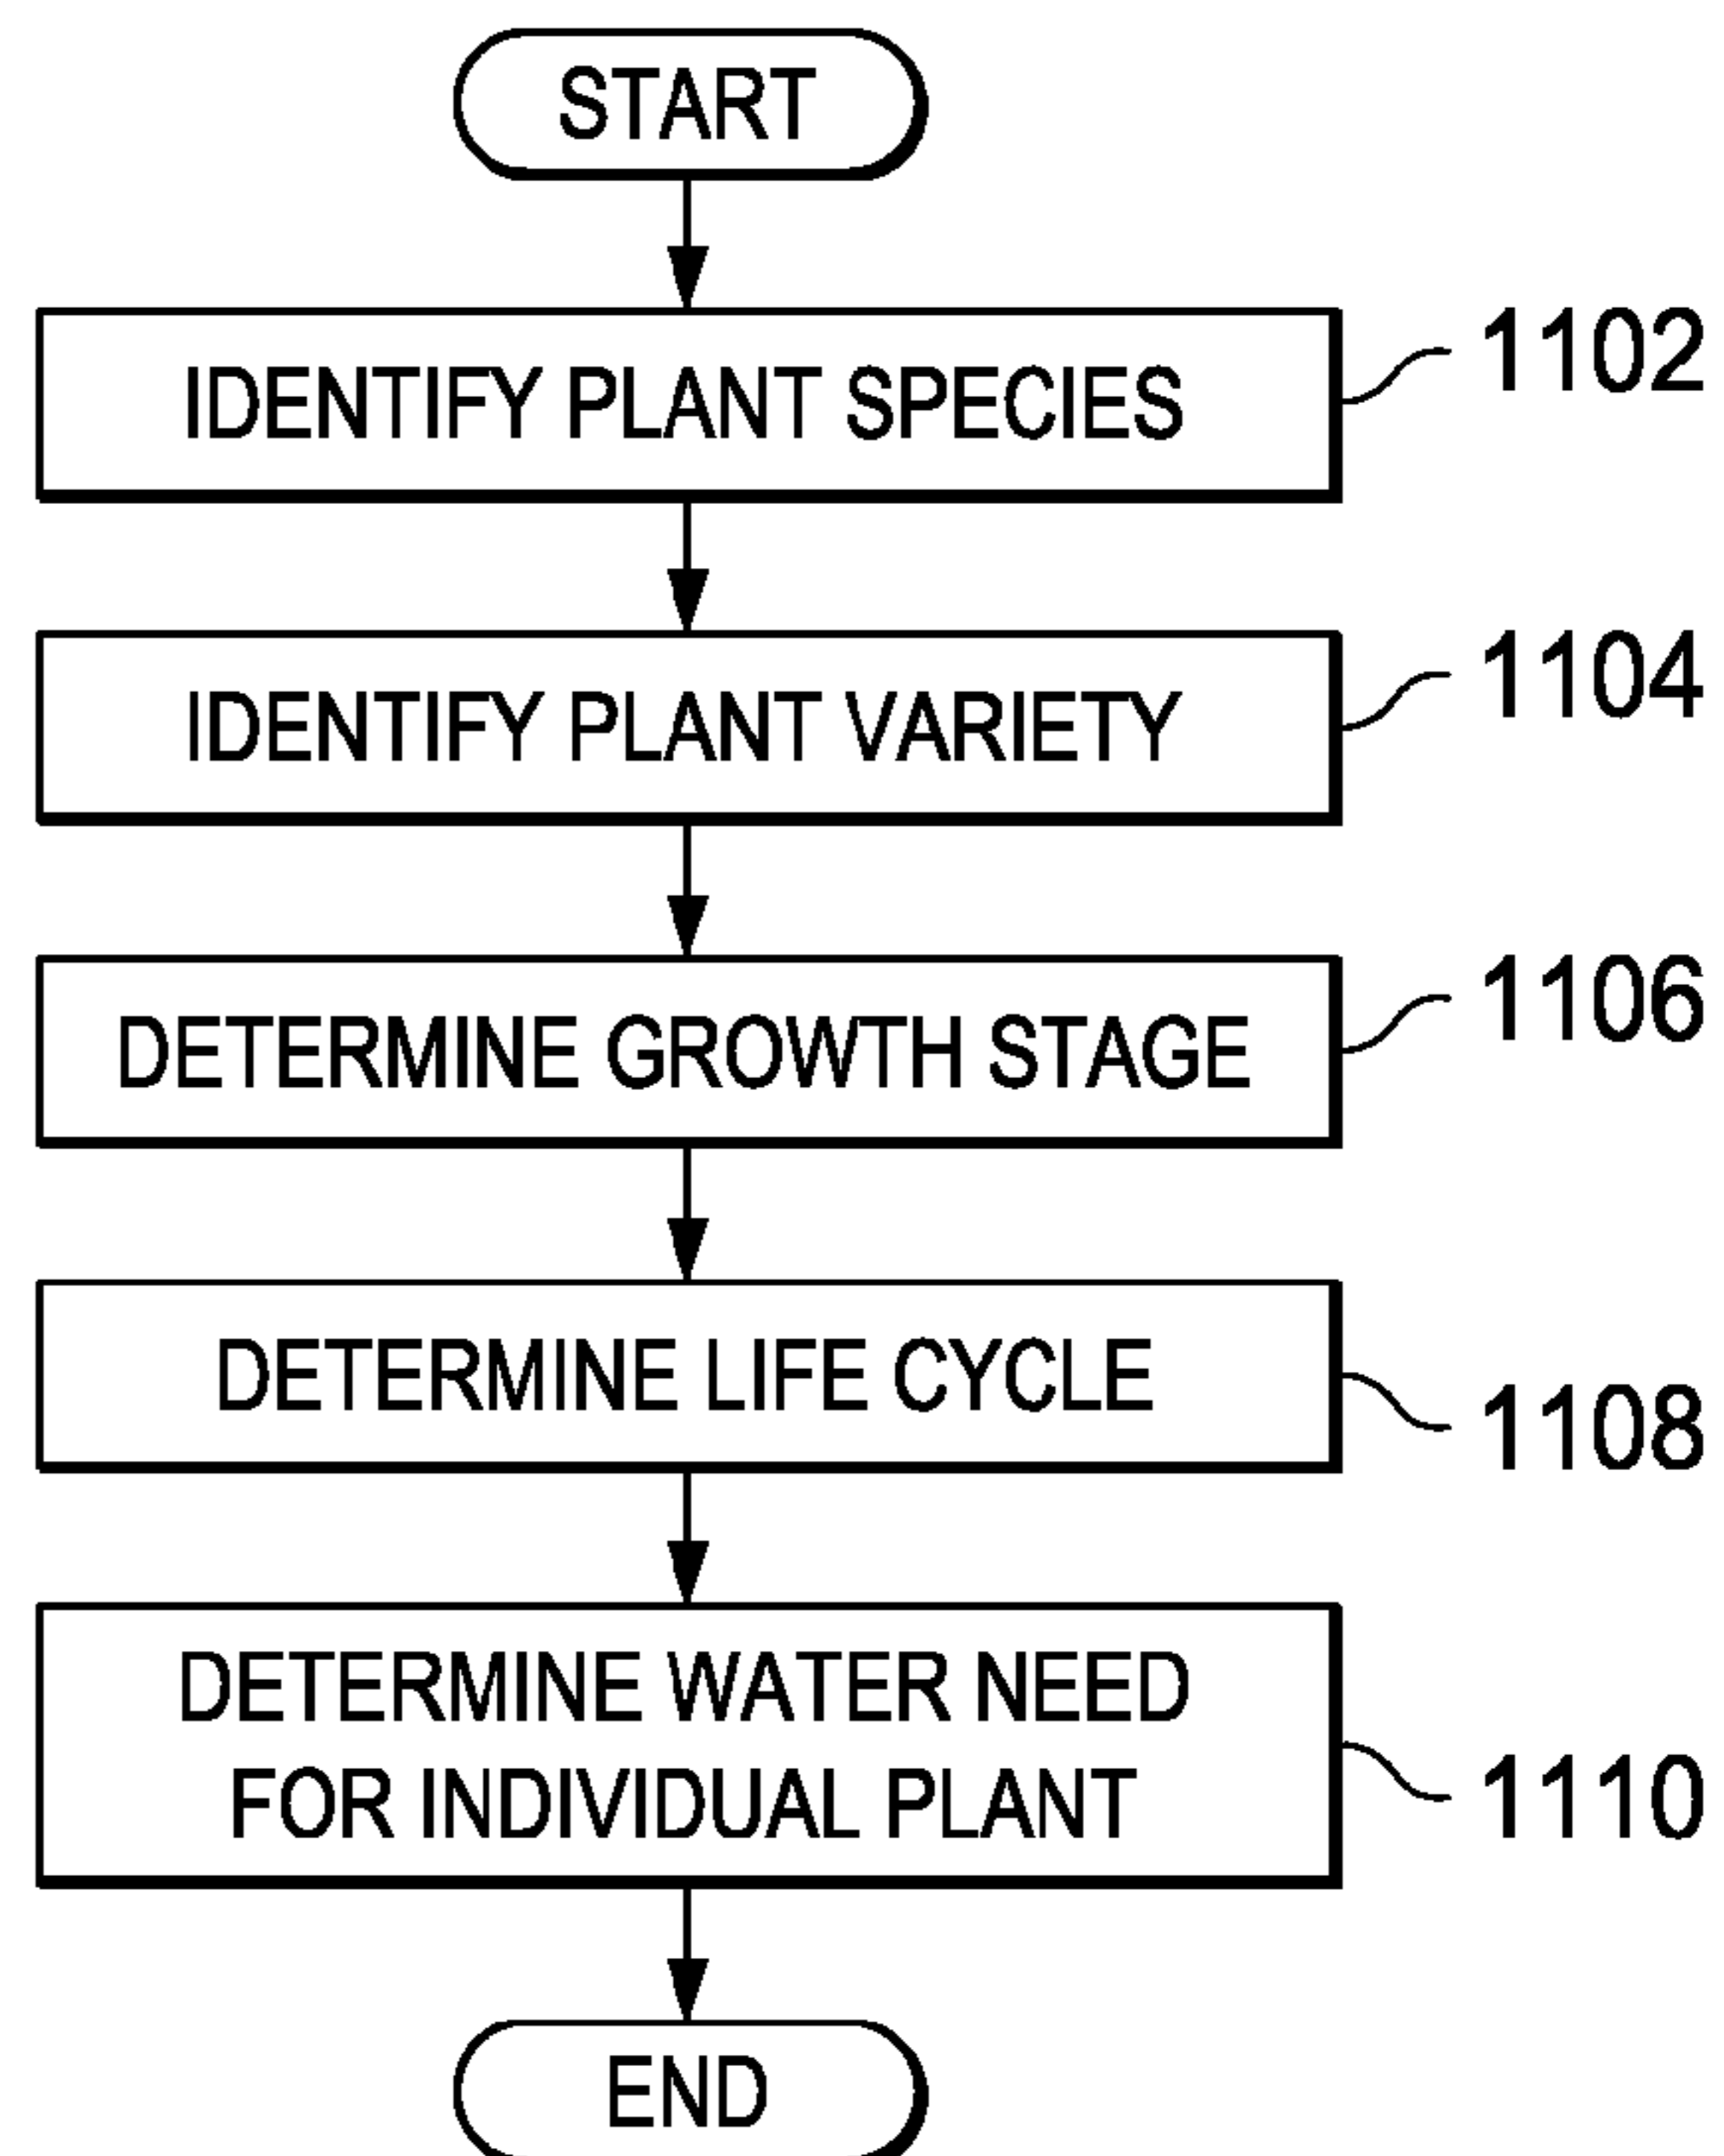 START
IDENTIFY PLANT SPECIES
1102
IDENTIFY PLANT VARIETY
1104
DETERMINE GROWTH STAGE
1106
DETERMINE LIFE CYCLE
1108
DETERMINE WATER NEED
FOR INDIVIDUAL PLANT
1110
END